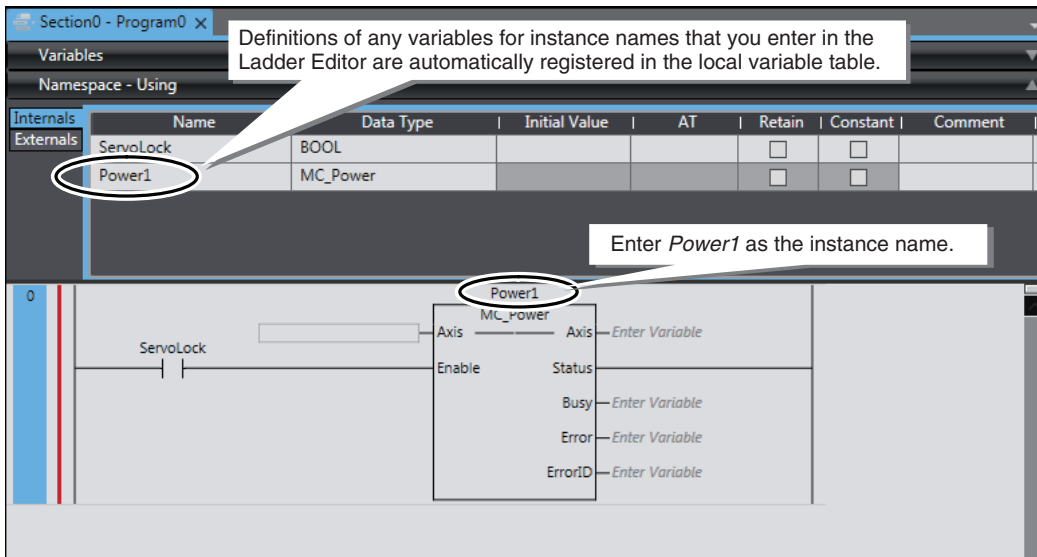 Section0 - Program0 ×
Definitions of any variables for instance names that you enter in the
Ladder Editor are automatically registered in the local variable table.
Variables
Namespace - Using
Internals
Externals
Name | Data Type | Initial Value | AT | Retain | Constant | Comment
ServoLock BOOL
Power1 MC_Power
Enter Power1 as the instance name.
0
Power1
MC_Power
Axis Axis Enter Variable
ServoLock
Enable Status
Busy Enter Variable
Error Enter Variable
ErrorID Enter Variable